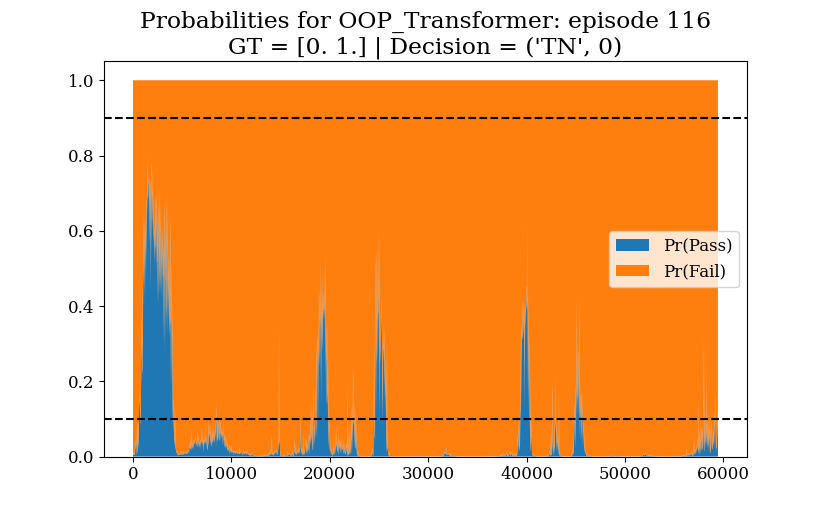 Probabilities for OOP_Transformer: episode 116
GT = [0. 1.] | Decision = ('TN', 0)
1.0
0.8
0.6
0.4
0.2
0.0
Pr(Pass)
Pr(Fail)
0 10000 20000 30000 40000 50000 60000